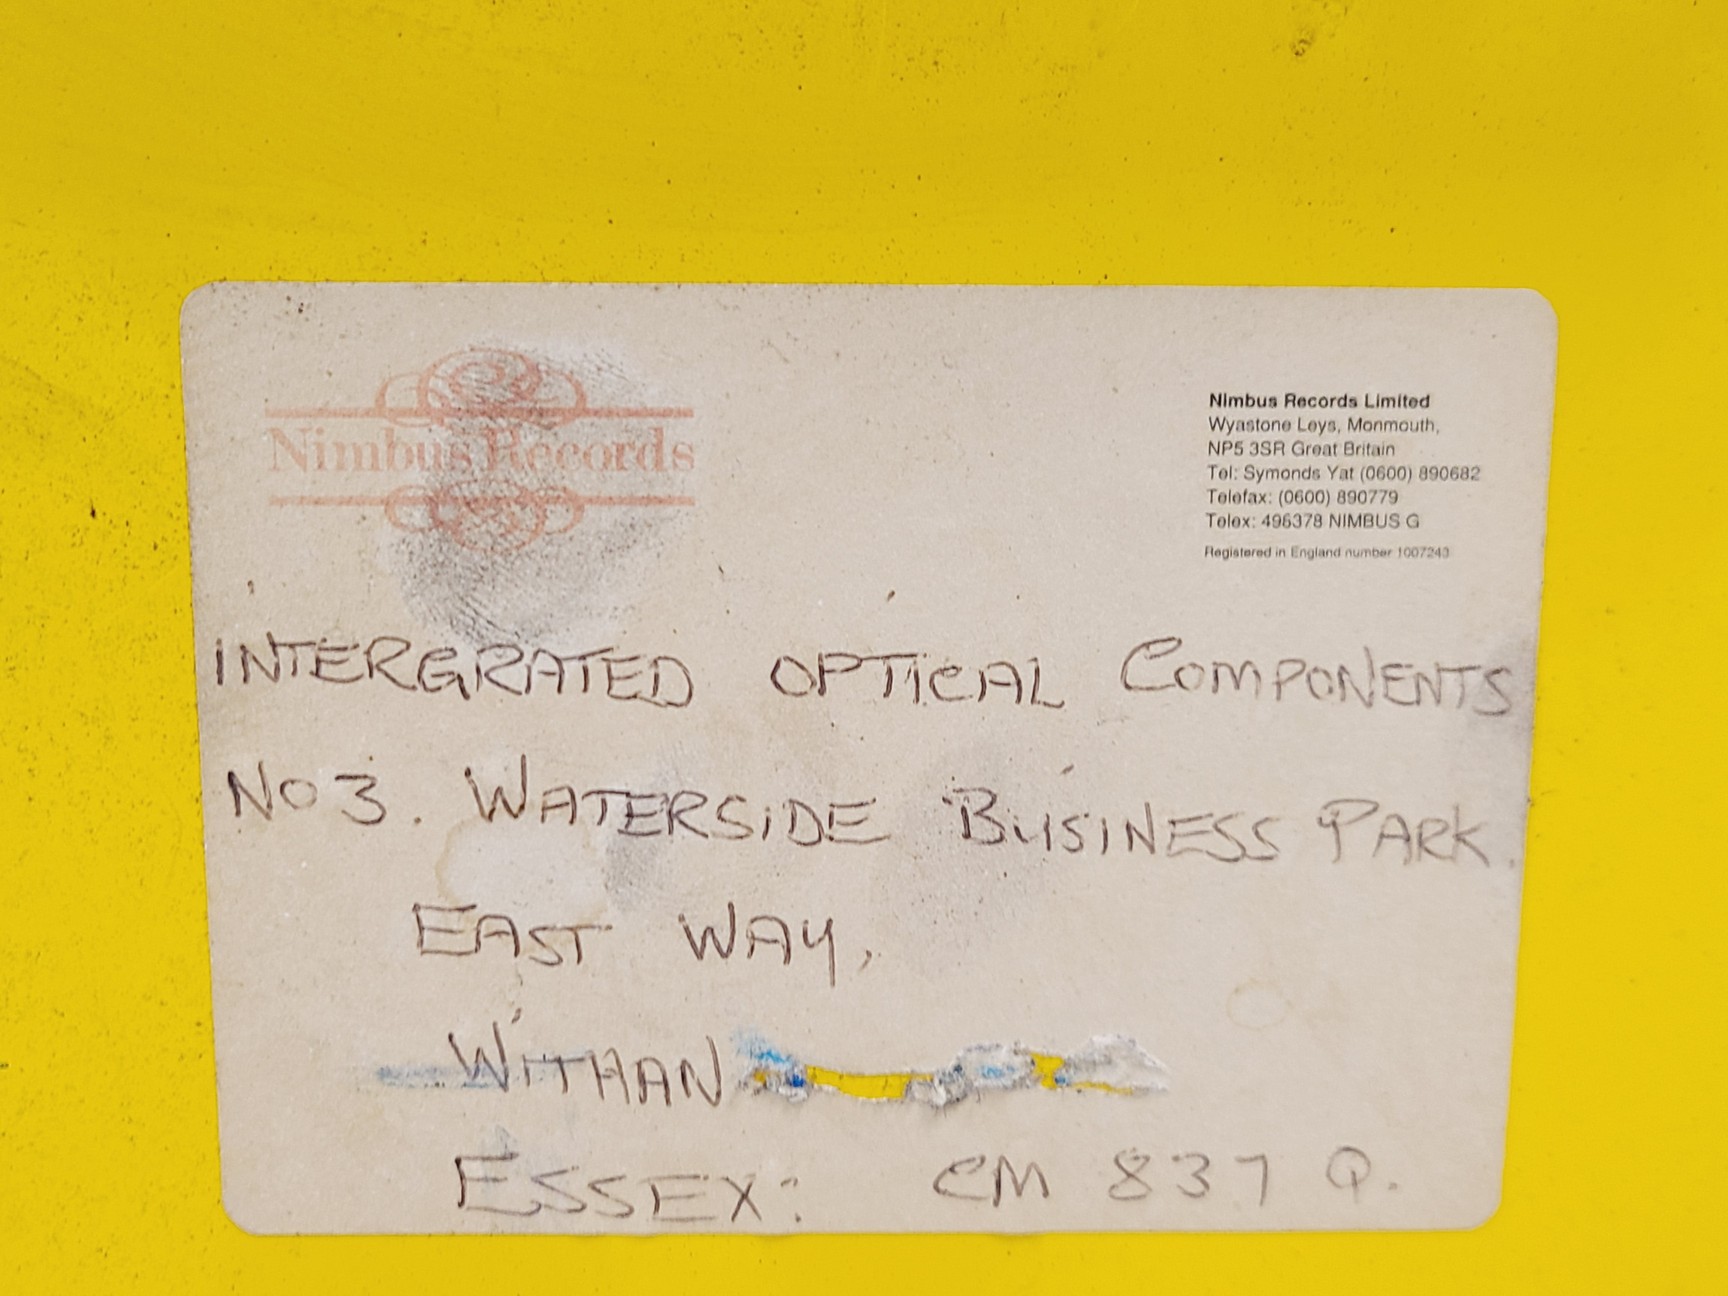 Nimbus Records
Nimbus Records Limited
Wyastone Leys, Monmouth,
NP5 3SR Great Britain
Tel: Symonds Yat (0600) 890682
Telefax: (0600) 890779
Telex: 496378 NIMBUS G
Registered in England number 1007243
INTERGRATED OPTICAL COMPONENTS
NO 3. WATERSIDE BUSINESS PARK.
EAST WAY,
WITHAN
ESSEX: CM 837 Q.